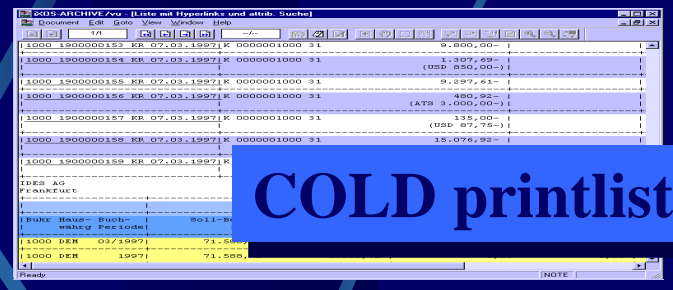 iXOS-ARCHIVE/vu - [Liste mit Hyperlinks und attrib. Suche]
Document Edit Goto View Window Help
1/1 --/--
|1000 1900000153 KR 07.03.1997|K 0000001000 31 9.800,00- | |
|1000 1900000154 KR 07.03.1997|K 0000001000 31 1.307,69- | |
| | (USD 850,00-)| |
|1000 1900000155 KR 07.03.1997|K 0000001000 31 9.297,61- | |
|1000 1900000156 KR 07.03.1997|K 0000001000 31 480,92- | |
| | (ATS 3.000,00-)| |
|1000 1900000157 KR 07.03.1997|K 0000001000 31 135,00- | |
| | (USD 87,75-)| |
|1000 1900000158 KR 07.03.1997|K 0000001000 31 15.076,92- | |
|1000 1900000159 KR 07.03.1997|K
IDES AG
Frankfurt
COLD printlist
|Bukr Haus- Buch- | Soll-
| währg Periode|
|1000 DEM 03/1997| 71.588,
|1000 DEM 1997| 71.588,
Ready NOTE